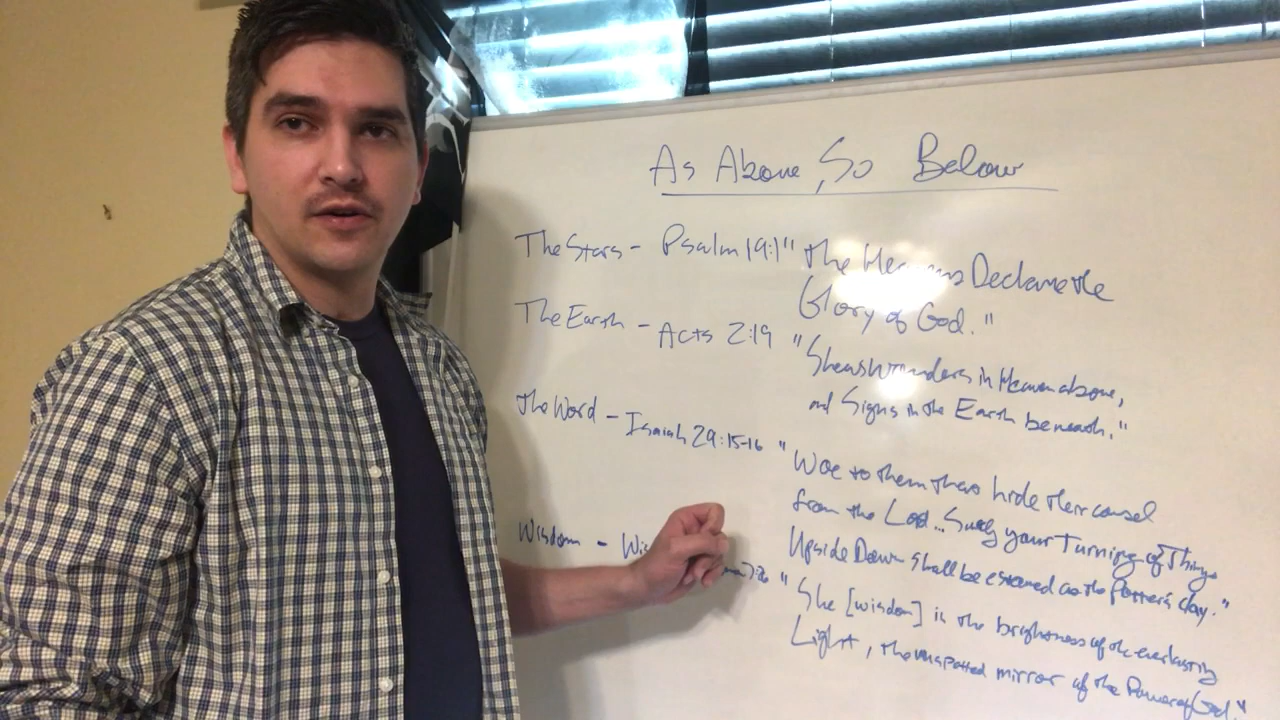 As Above, So Below
The Stars - Psalm 19:1 "the Heavens Declare the
Glory of God."
The Earth - Acts 2:19 "Shews wonders in Heaven above,
and Signs in the Earth beneath."
the Word - Isaiah 29:15-16 "Woe to them that hide their counsel
from the Lord... Surely your Turning of Things
Upside Down shall be esteemed as the Potter's clay."
Wisdom - 7:26 "She [wisdom] is the brightness of the everlasting
Light, the unspotted mirror of the Power of God."